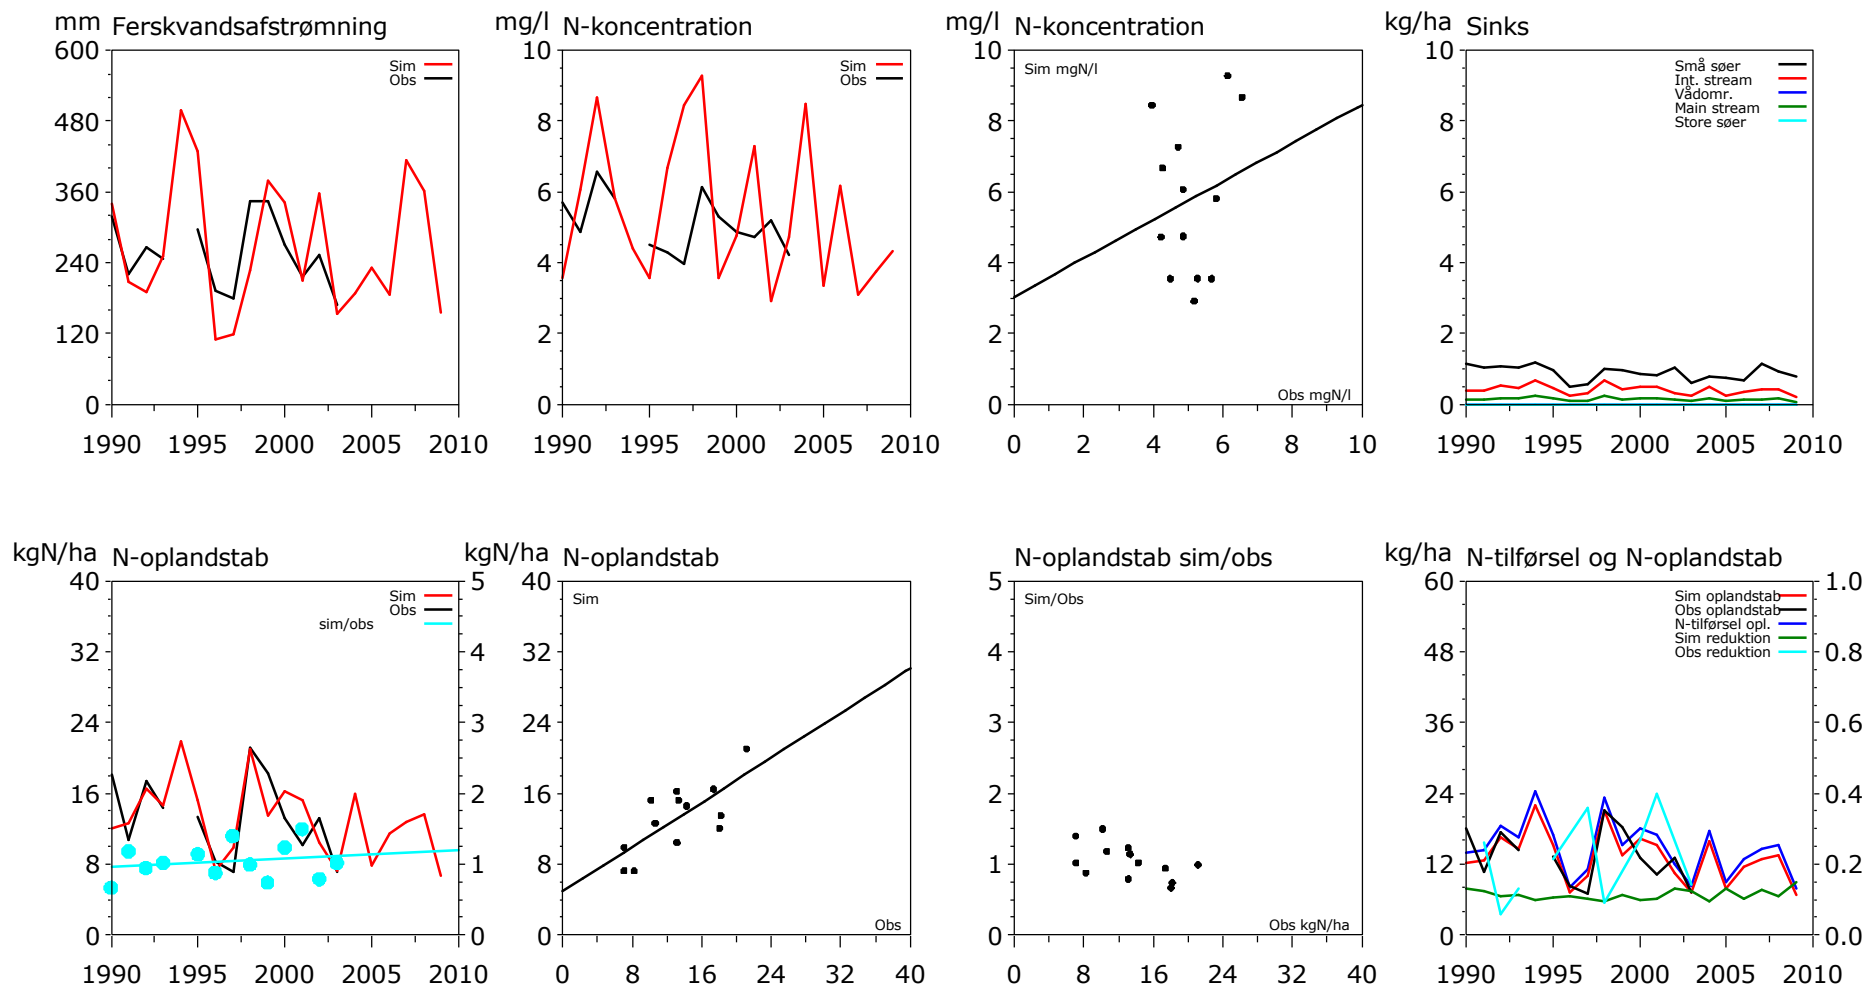 mm Ferskvandsafstrømning
600
480
360
240
120
0
Sim
Obs
1990 1995 2000 2005 2010
mg/l N-koncentration
10
8
6
4
2
0
Sim
Obs
1990 1995 2000 2005 2010
mg/l N-koncentration
10
8
6
4
2
0
Sim mgN/l
Obs mgN/l
0 2 4 6 8 10
kg/ha Sinks
10
8
6
4
2
0
Små søer
Int. stream
Vådomr.
Main stream
Store søer
1990 1995 2000 2005 2010
kgN/ha N-oplandstab
40
32
24
16
8
0
Sim
Obs
sim/obs
5
4
3
2
1
0
1990 1995 2000 2005 2010
kgN/ha N-oplandstab
40
32
24
16
8
0
Sim
Obs
0 8 16 24 32 40
N-oplandstab sim/obs
5
4
3
2
1
0
Sim/Obs
Obs kgN/ha
0 8 16 24 32 40
kg/ha N-tilførsel og N-oplandstab
60
48
36
24
12
0
Sim oplandstab
Obs oplandstab
N-tilførsel opl.
Sim reduktion
Obs reduktion
1.0
0.8
0.6
0.4
0.2
0.0
1990 1995 2000 2005 2010